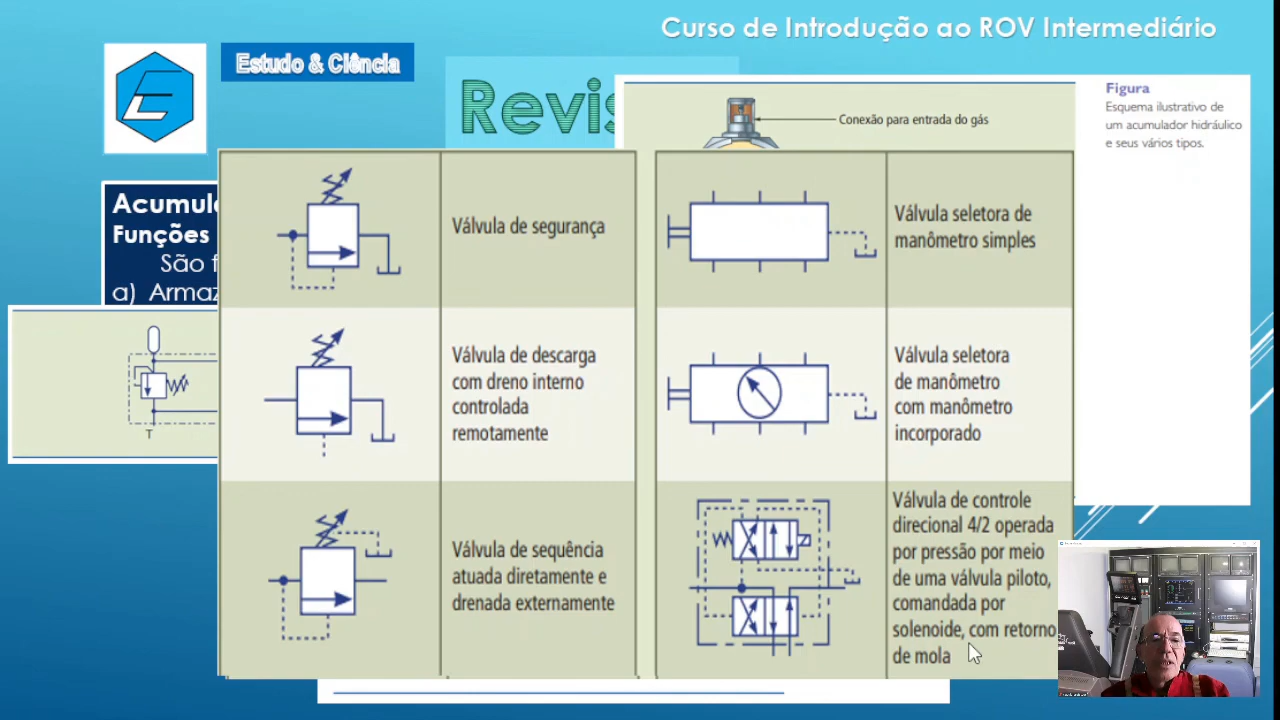 Curso de Introdução ao ROV Intermediário
Estudo & Ciência
Revis
Figura
Esquema ilustrativo de
um acumulador hidráulico
e seus vários tipos.
Conexão para entrada do gás
Acumul
Funções
São f
a) Armaz
T
Válvula de segurança
Válvula de descarga
com dreno interno
controlada
remotamente
Válvula de sequência
atuada diretamente e
drenada externamente
Válvula seletora de
manômetro simples
Válvula seletora
de manômetro
com manômetro
incorporado
Válvula de controle
direcional 4/2 operada
por pressão por meio
de uma válvula piloto,
comandada por
solenoide, com retorno
de mola